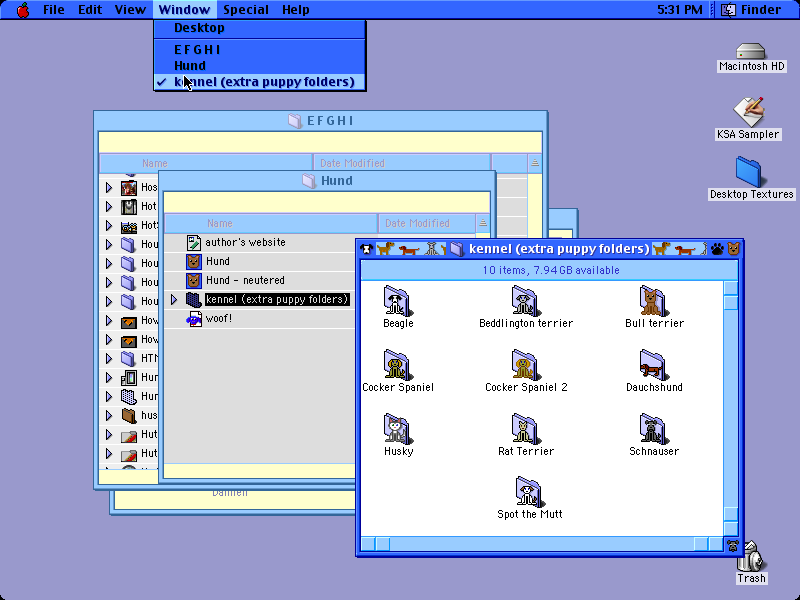 File Edit View Window Special Help 5:31 PM Finder
Desktop
E F G H I
Hund
kennel (extra puppy folders)
Macintosh HD
KSA Sampler
Desktop Textures
E F G H I
Name Date Modified
Hos
Hot
Hot
Hou
Hou
Hou
Hou
How
How
HTM
Hur
Hur
hus
Hut
Hut
Damien
Hund
Name Date Modified
author's website
Hund
Hund - neutered
kennel (extra puppy folders)
woof!
kennel (extra puppy folders)
10 items, 7.94 GB available
Beagle Beddlington terrier Bull terrier
Cocker Spaniel Cocker Spaniel 2 Dauchshund
Husky Rat Terrier Schnauser
Spot the Mutt
Trash